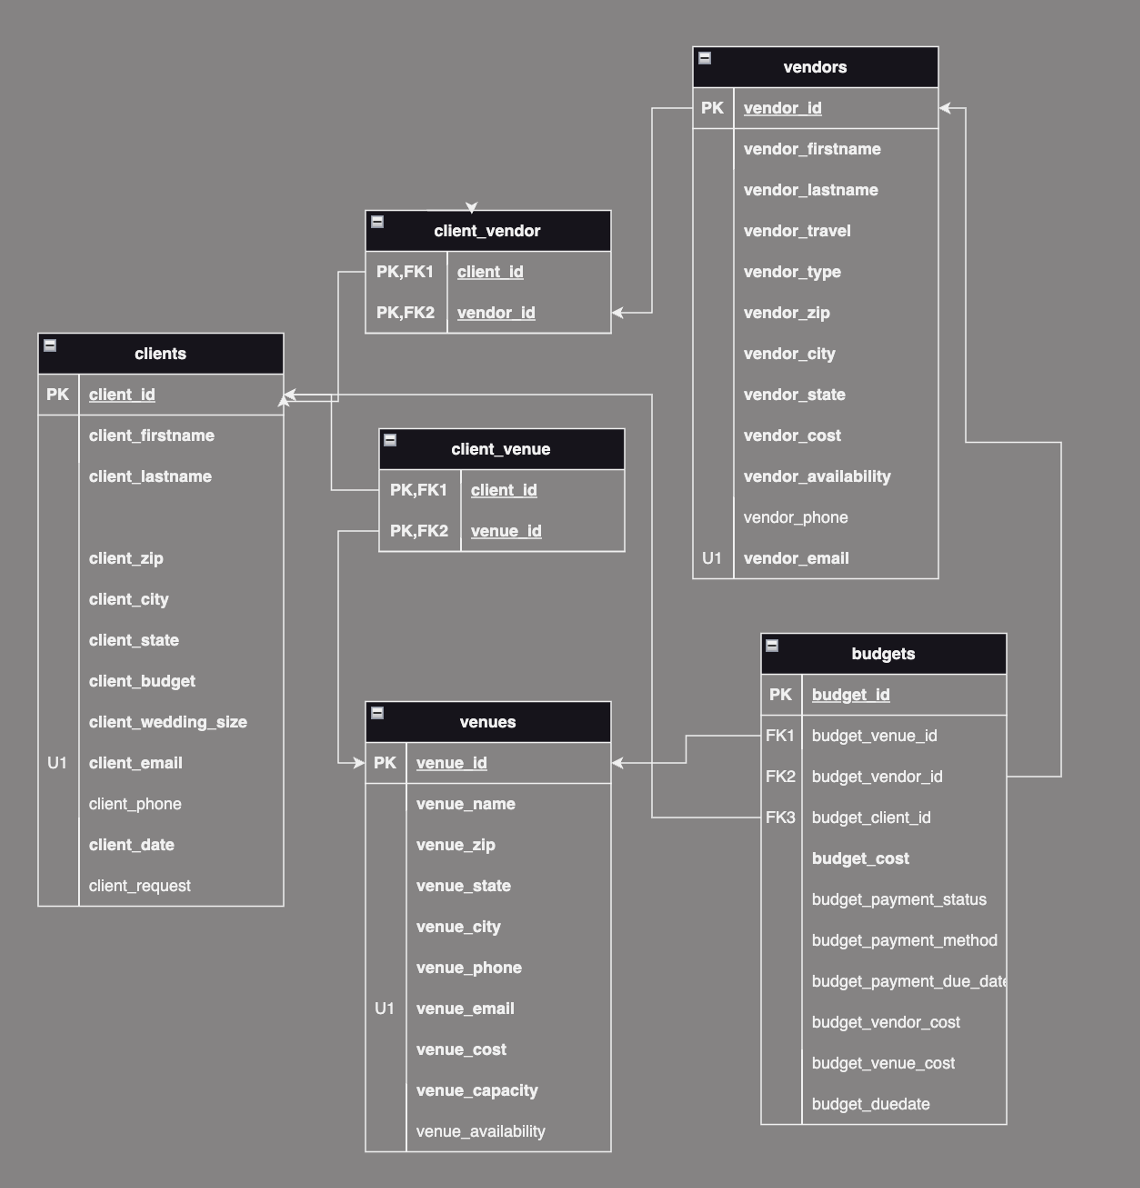 vendors
PK vendor_id
vendor_firstname
vendor_lastname
vendor_travel
vendor_type
vendor_zip
vendor_city
vendor_state
vendor_cost
vendor_availability
vendor_phone
U1 vendor_email
client_vendor
PK,FK1 client_id
PK,FK2 vendor_id
clients
PK client_id
client_firstname
client_lastname
client_zip
client_city
client_state
client_budget
client_wedding_size
U1 client_email
client_phone
client_date
client_request
client_venue
PK,FK1 client_id
PK,FK2 venue_id
venues
PK venue_id
venue_name
venue_zip
venue_state
venue_city
venue_phone
U1 venue_email
venue_cost
venue_capacity
venue_availability
budgets
PK budget_id
FK1 budget_venue_id
FK2 budget_vendor_id
FK3 budget_client_id
budget_cost
budget_payment_status
budget_payment_method
budget_payment_due_date
budget_vendor_cost
budget_venue_cost
budget_duedate